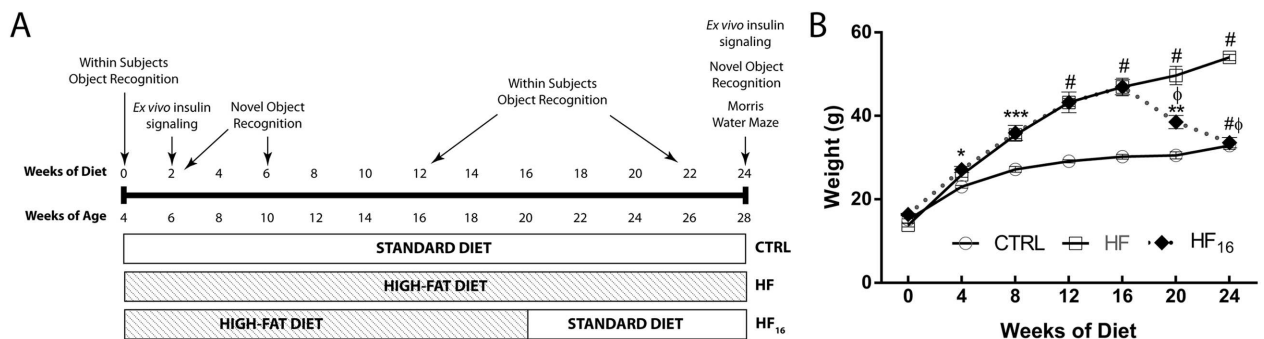 A
Within Subjects
Object Recognition
Ex vivo insulin
signaling
Novel Object
Recognition
Within Subjects
Object Recognition
Ex vivo insulin
signaling
Novel Object
Recognition
Morris
Water Maze
Weeks of Diet 0 2 4 6 8 10 12 14 16 18 20 22 24
Weeks of Age 4 6 8 10 12 14 16 18 20 22 24 26 28
STANDARD DIET CTRL
HIGH-FAT DIET HF
HIGH-FAT DIET STANDARD DIET HF16
B
Weight (g)
60
40
20
0
* *** # # # # ϕ ** #ϕ
CTRL HF HF16
0 4 8 12 16 20 24
Weeks of Diet